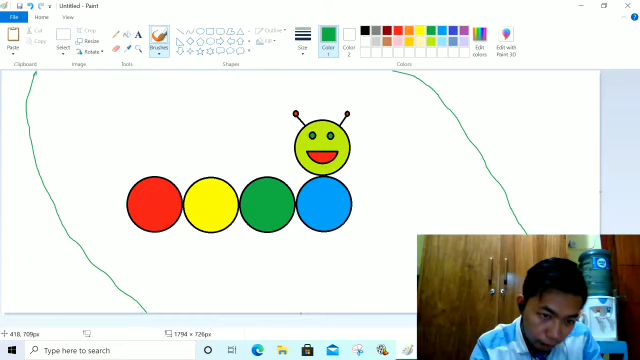 Untitled - Paint
File Home View
Paste
Cut
Copy
Clipboard
Select
Crop
Resize
Rotate
Image
Tools
Brushes
Shapes
Outline
Fill
Size
Color
1
Color
2
Colors
Edit
colors
Edit with
Paint 3D
418, 709px
1794 × 726px
Type here to search